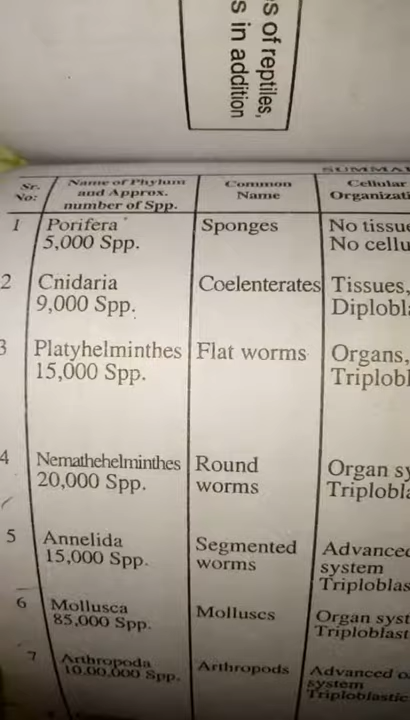 s of reptiles,
s in addition
SUMMA
Sr. No:
Name of Phylum
and Approx.
number of Spp.
Common
Name
Cellular
Organizati
1
Porifera
5,000 Spp.
Sponges
No tissue
No cellu
2
Cnidaria
9,000 Spp.
Coelenterates
Tissues,
Diplobla
3
Platyhelminthes
15,000 Spp.
Flat worms
Organs,
Triplobl
4
Nemathehelminthes
20,000 Spp.
Round
worms
Organ sy
Triplobla
5
Annelida
15,000 Spp.
Segmented
worms
Advanced
system
Triploblas
6
Mollusca
85,000 Spp.
Molluscs
Organ syst
Triploblast
7
Arthropoda
10,00,000 Spp.
Arthropods
Advanced o
system
Triploblastic